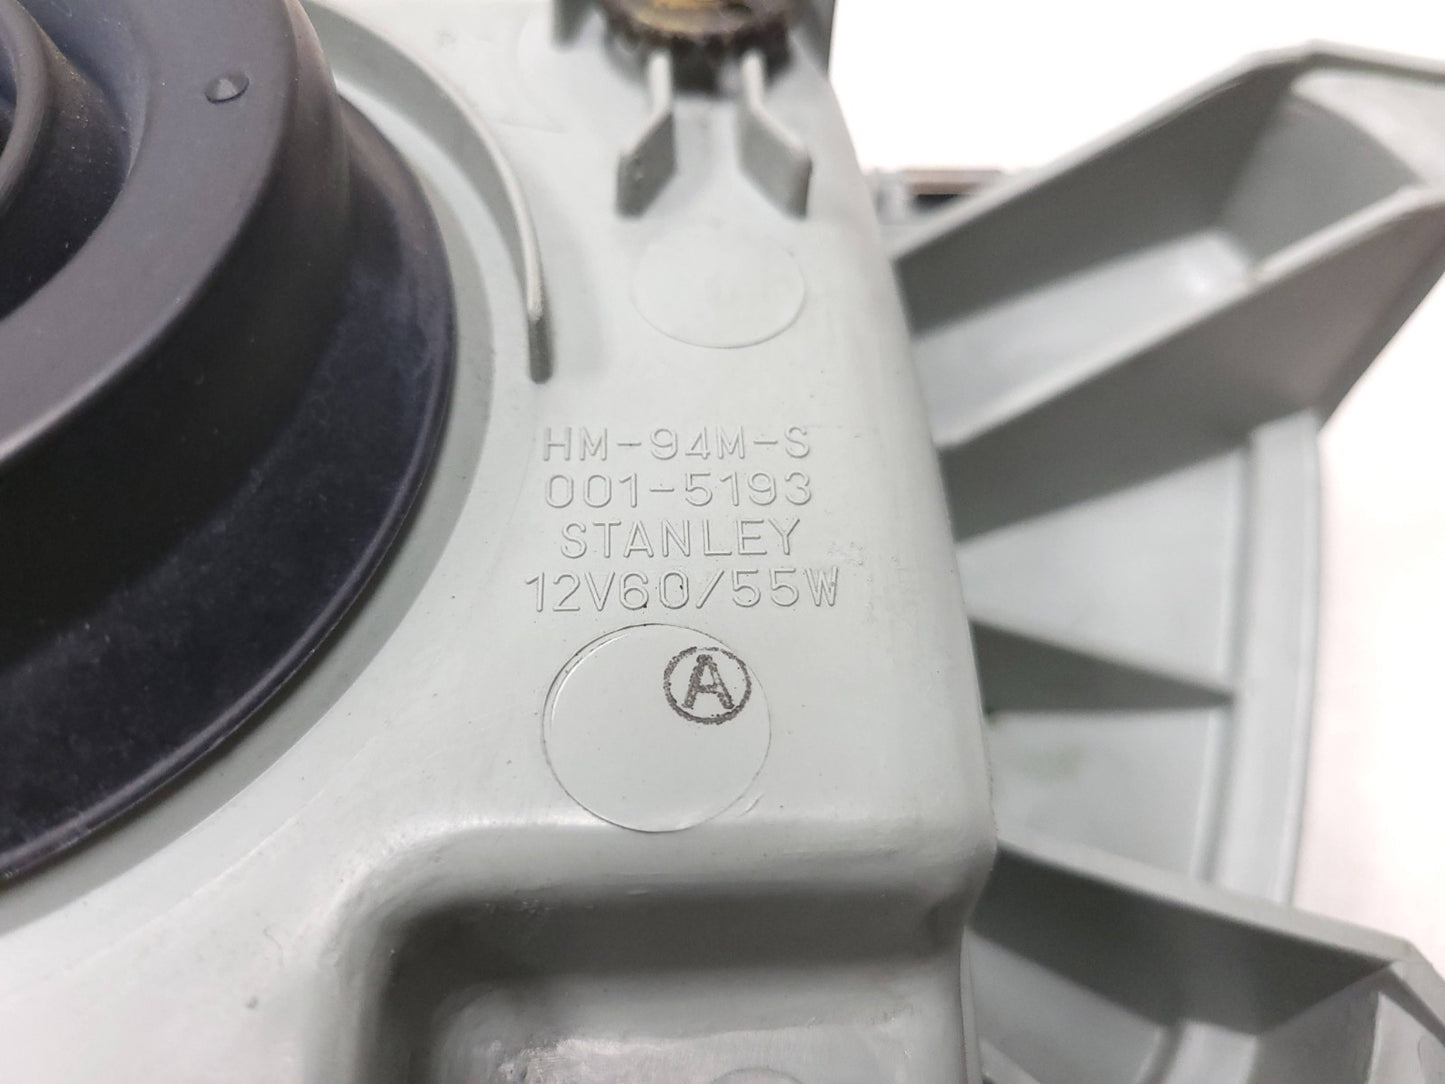 HM-94M-S
001-5193
STANLEY
12V60/55W
A